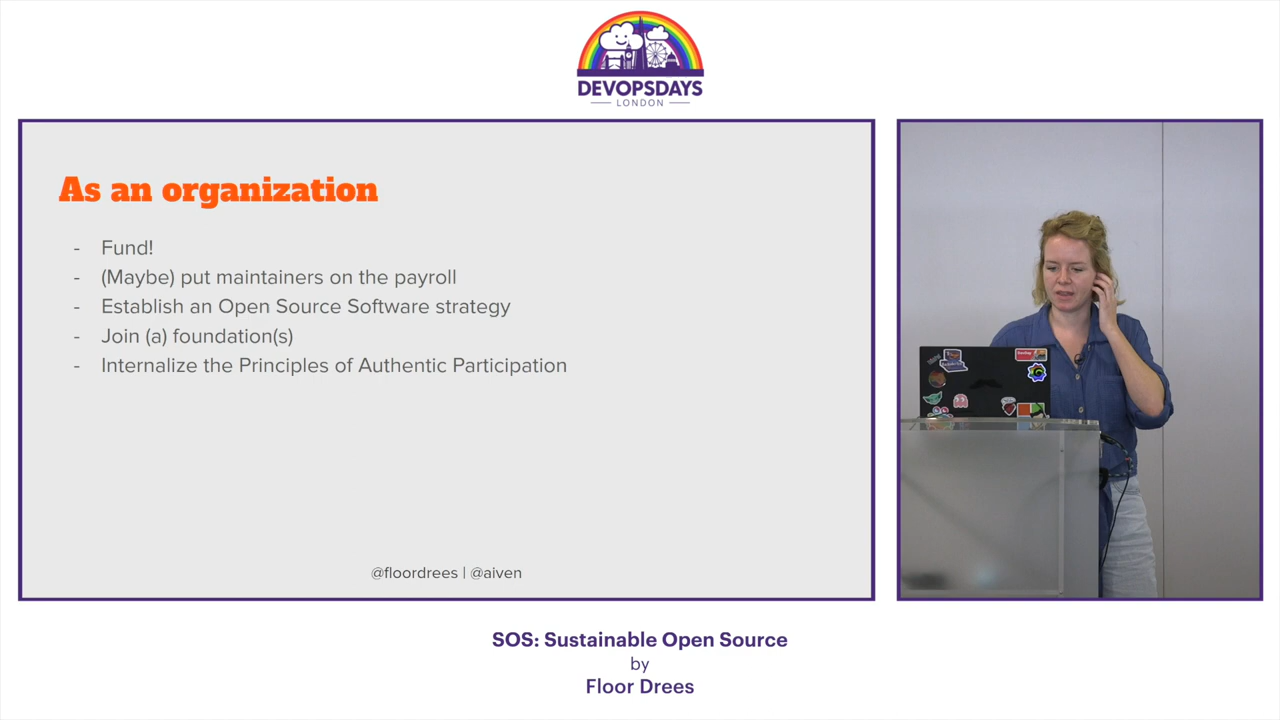 DEVOPSDAYS
LONDON
As an organization
- Fund!
- (Maybe) put maintainers on the payroll
- Establish an Open Source Software strategy
- Join (a) foundation(s)
- Internalize the Principles of Authentic Participation
@floordrees | @aiven
SOS: Sustainable Open Source
by
Floor Drees